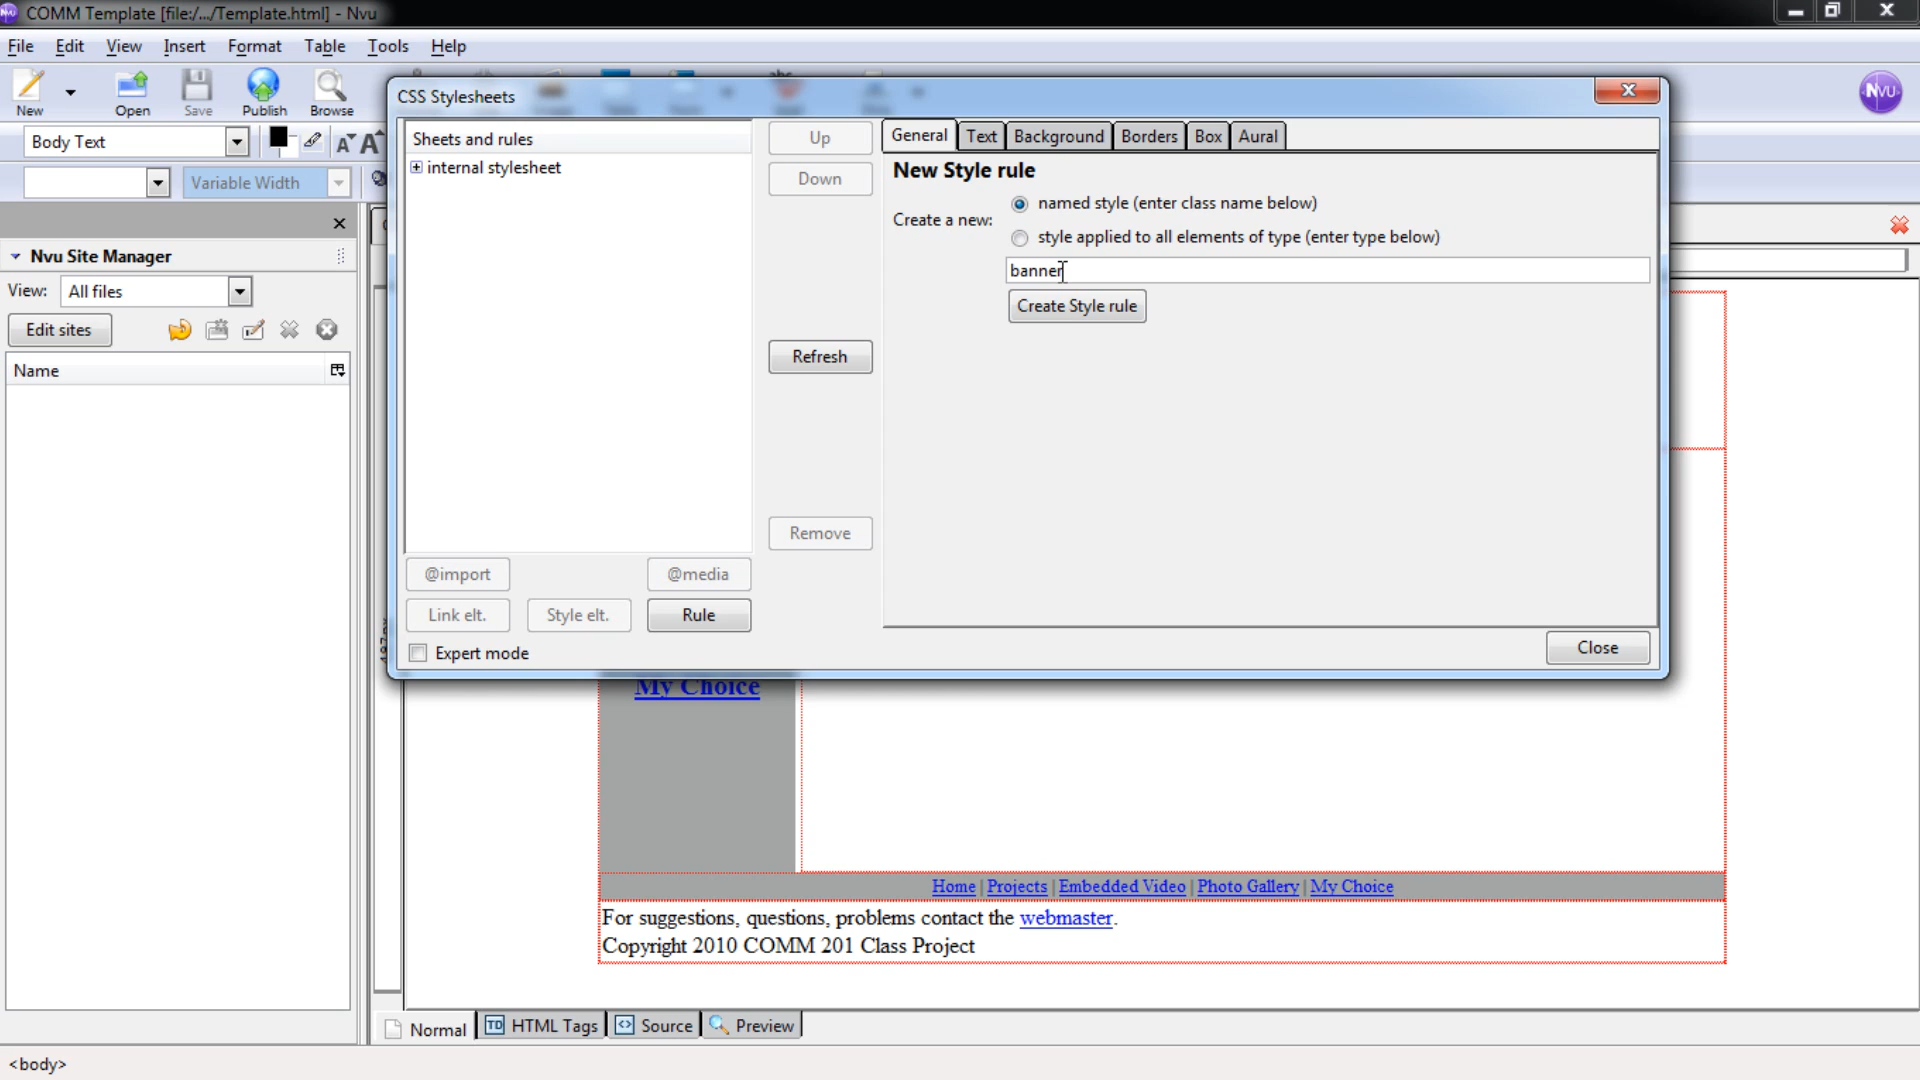 COMM Template [file:/.../Template.html] - Nvu
File Edit View Insert Format Table Tools Help
New Open Save Publish Browse
NVU
Body Text
Variable Width
Nvu Site Manager
View: All files
Edit sites
Name
CSS Stylesheets
Sheets and rules
internal stylesheet
Up
Down
Refresh
Remove
@import @media
Link elt. Style elt. Rule
Expert mode
General Text Background Borders Box Aural
New Style rule
Create a new:
named style (enter class name below)
style applied to all elements of type (enter type below)
banner
Create Style rule
Close
My Choice
Home | Projects | Embedded Video | Photo Gallery | My Choice
For suggestions, questions, problems contact the webmaster.
Copyright 2010 COMM 201 Class Project
Normal HTML Tags Source Preview
<body>